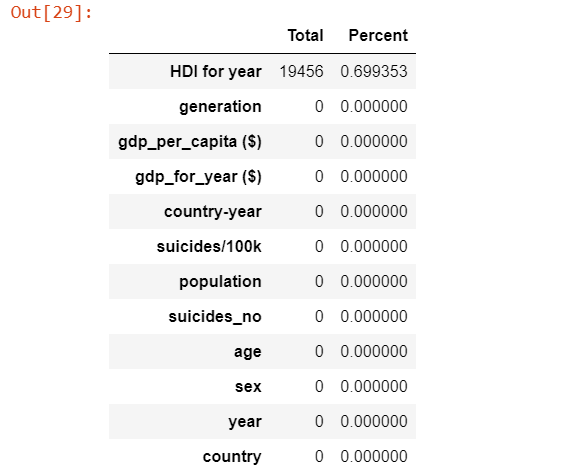 Out[29]:
Total Percent
HDI for year 19456 0.699353
generation 0 0.000000
gdp_per_capita ($) 0 0.000000
gdp_for_year ($) 0 0.000000
country-year 0 0.000000
suicides/100k 0 0.000000
population 0 0.000000
suicides_no 0 0.000000
age 0 0.000000
sex 0 0.000000
year 0 0.000000
country 0 0.000000